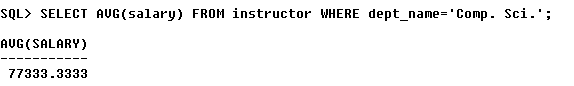 SQL> SELECT AVG(salary) FROM instructor WHERE dept_name='Comp. Sci.';
AVG(SALARY)
-----------
77333.3333